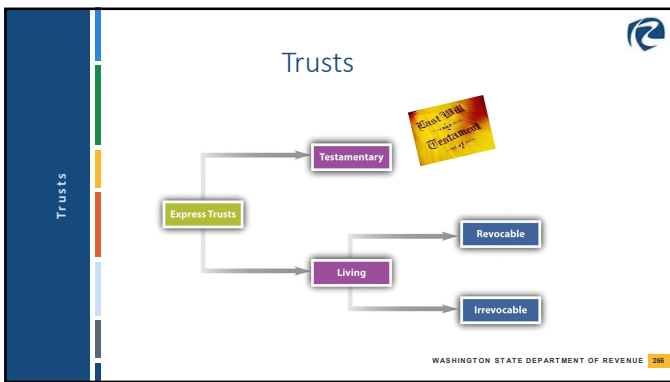 Trusts
Trusts
Last Will
AND
Testament
Testamentary
Express Trusts
Revocable
Living
Irrevocable
WASHINGTON STATE DEPARTMENT OF REVENUE 266